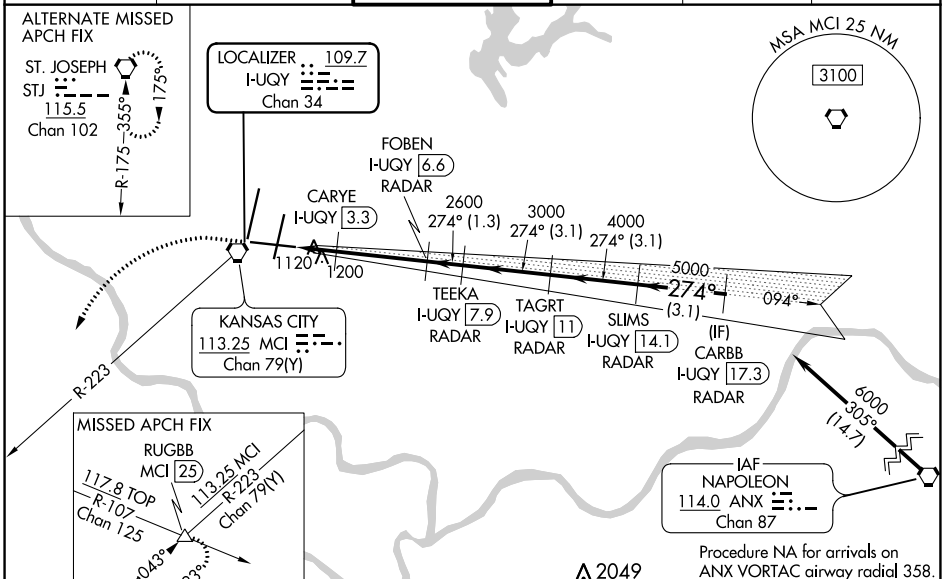 ALTERNATE MISSED
APCH FIX
ST. JOSEPH
STJ
115.5
Chan 102
R-175
355°
175°
LOCALIZER 109.7
I-UQY
Chan 34
MSA MCI 25 NM
3100
FOBEN
I-UQY 6.6
RADAR
CARYE
I-UQY 3.3
2600
274° (1.3)
3000
274° (3.1)
4000
274° (3.1)
5000
274°
(3.1)
094°
1120
1200
TEEKA
I-UQY 7.9
RADAR
TAGRT
I-UQY 11
RADAR
SLIMS
I-UQY 14.1
RADAR
(IF)
CARBB
I-UQY 17.3
RADAR
KANSAS CITY
113.25 MCI
Chan 79(Y)
R-223
6000
305°
(14.7)
IAF
NAPOLEON
114.0 ANX
Chan 87
MISSED APCH FIX
RUGBB
MCI 25
117.8 TOP
R-107
Chan 125
113.25 MCI
R-223
Chan 79(Y)
043°
2049
Procedure NA for arrivals on
ANX VORTAC airway radial 358.